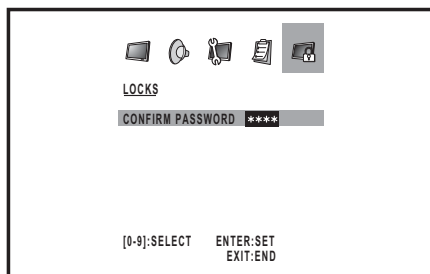 LOCKS
CONFIRM PASSWORD ****
[0-9]:SELECT ENTER:SET
EXIT:END